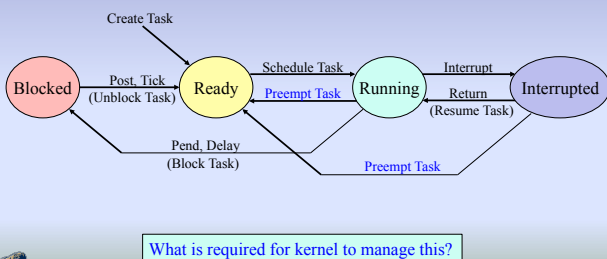 Create Task
Schedule Task
Interrupt
Blocked
Post, Tick
(Unblock Task)
Ready
Preempt Task
Running
Return
(Resume Task)
Interrupted
Pend, Delay
(Block Task)
Preempt Task
What is required for kernel to manage this?